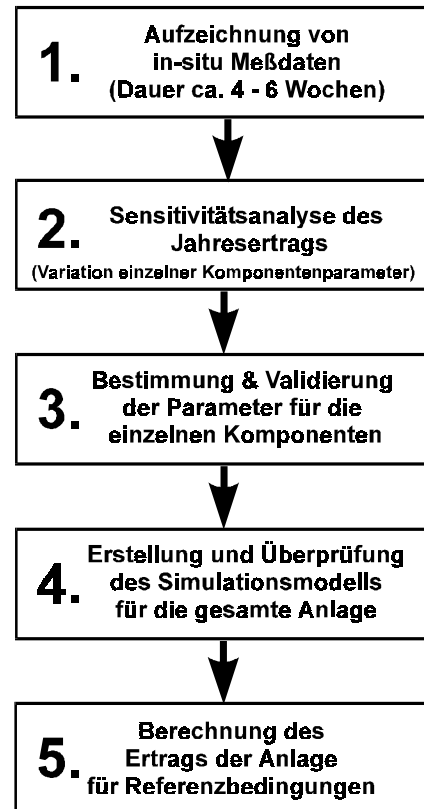 1. Aufzeichnung von
in-situ Meßdaten
(Dauer ca. 4 - 6 Wochen)
2. Sensitivitätsanalyse des
Jahresertrags
(Variation einzelner Komponentenparameter)
3. Bestimmung & Validierung
der Parameter für die
einzelnen Komponenten
4. Erstellung und Überprüfung
des Simulationsmodells
für die gesamte Anlage
5. Berechnung des
Ertrags der Anlage
für Referenzbedingungen